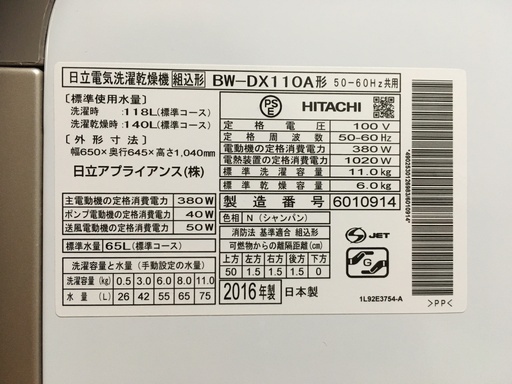 日立電気洗濯乾燥機 組込形 BW-DX110A形 50-60Hz共用
〔標準使用水量〕
洗濯時：118L(標準コース)
洗濯乾燥時：140L(標準コース)
〔外形寸法〕
幅650×奥行645×高さ1,040mm
日立アプライアンス(株)
主電動機の定格消費電力 380W
ポンプ電動機の定格消費電力 40W
送風電動機の定格消費電力 50W
標準水量 65L(標準コース)
洗濯容量と水量 (手動設定の水量)
洗濯容量(kg) 0.5 3.0 6.0 8.0 11.0
水量(L) 26 42 55 65 75
PSE HITACHI
定格電圧 100V
定格周波数 50-60Hz
電動機の定格消費電力 380W
電熱装置の定格消費電力 1020W
標準洗濯容量 11.0kg
標準乾燥容量 6.0kg
製造番号 6010914
色相 N (シャンパン)
消防法 基準適合 組込形
可燃物からの離隔距離(cm)
上方 左方 右方 前方 後方 下方
50 1.5 1.5 1.5 1.5 0
2016年製 日本製
S JET
G
1L92E3754-A
>PP<